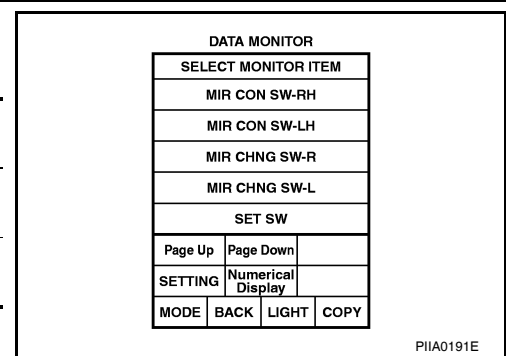 DATA MONITOR
SELECT MONITOR ITEM
MIR CON SW-RH
MIR CON SW-LH
MIR CHNG SW-R
MIR CHNG SW-L
SET SW
Page Up Page Down
SETTING Numerical
Display
MODE BACK LIGHT COPY
PIIA0191E